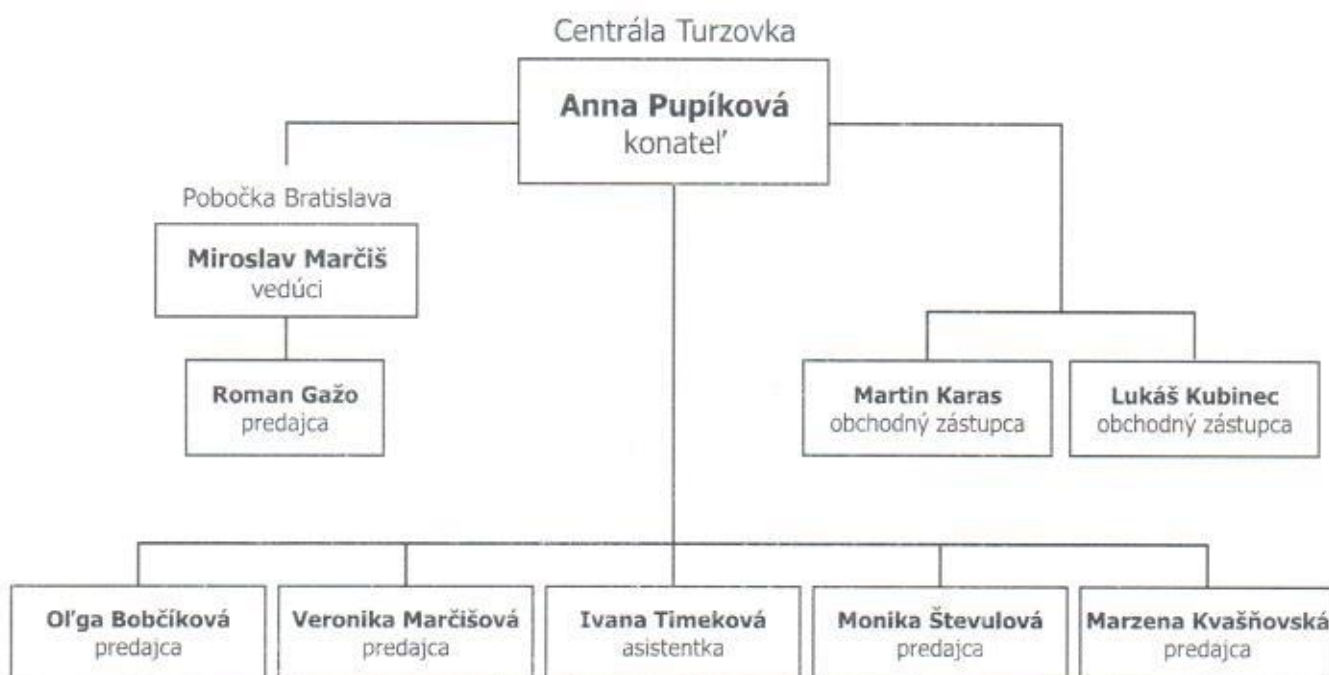 Centrála Turzovka
Anna Pupíková
konateľ
Pobočka Bratislava
Miroslav Marčiš
vedúci
Roman Gažo
predajca
Martin Karas
obchodný zástupca
Lukáš Kubinec
obchodný zástupca
Oľga Bobčíková
predajca
Veronika Marčišová
predajca
Ivana Timeková
asistentka
Monika Števulová
predajca
Marzena Kvašňovská
predajca